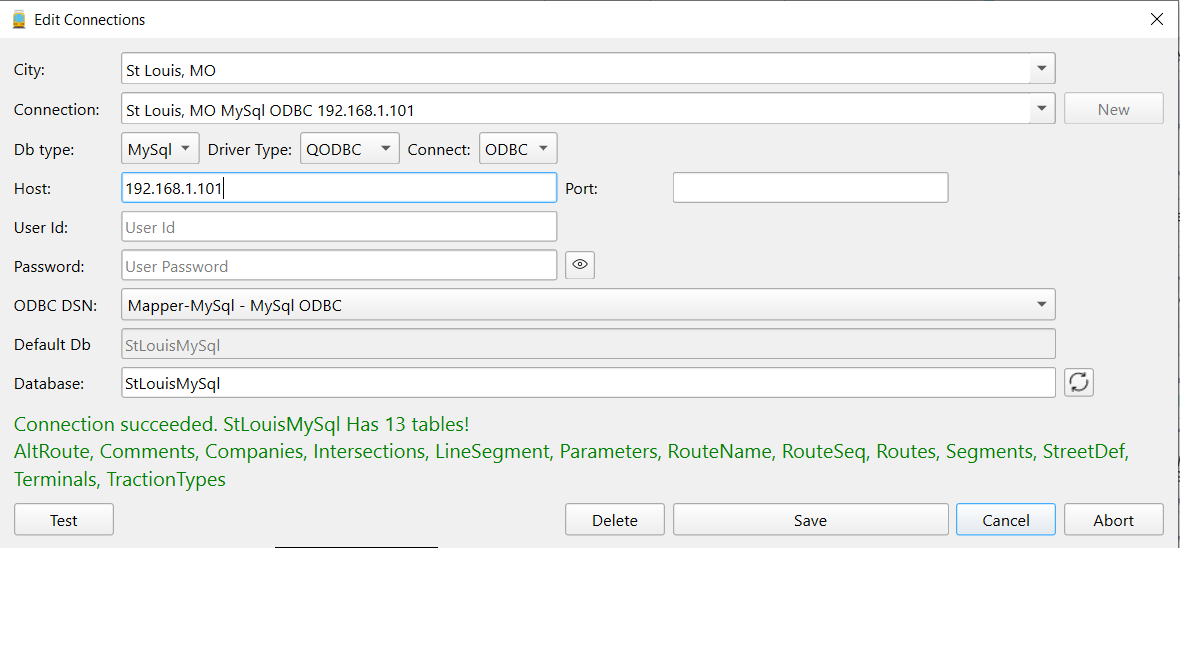 Edit Connections
City: St Louis, MO
Connection: St Louis, MO MySql ODBC 192.168.1.101 New
Db type: MySql Driver Type: QODBC Connect: ODBC
Host: 192.168.1.101 Port:
User Id: User Id
Password: User Password
ODBC DSN: Mapper-MySql - MySql ODBC
Default Db StLouisMySql
Database: StLouisMySql
Connection succeeded. StLouisMySql Has 13 tables!
AltRoute, Comments, Companies, Intersections, LineSegment, Parameters, RouteName, RouteSeq, Routes, Segments, StreetDef,
Terminals, TractionTypes
Test Delete Save Cancel Abort